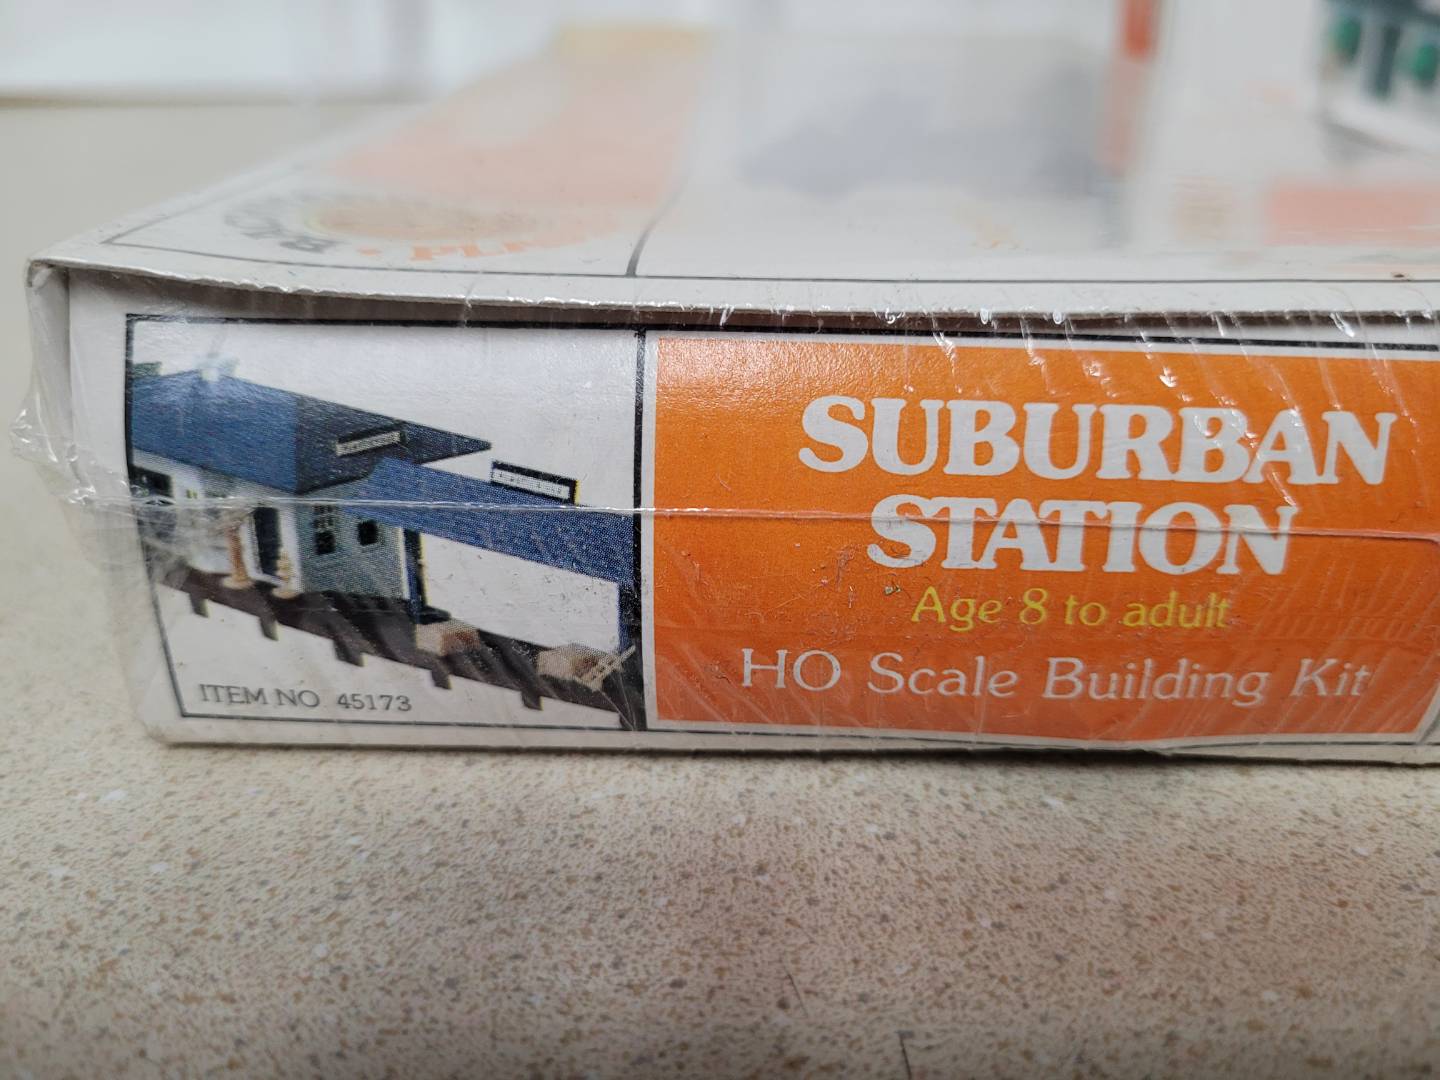 SUBURBAN
STATION
Age 8 to adult
HO Scale Building Kit
ITEM NO 45173